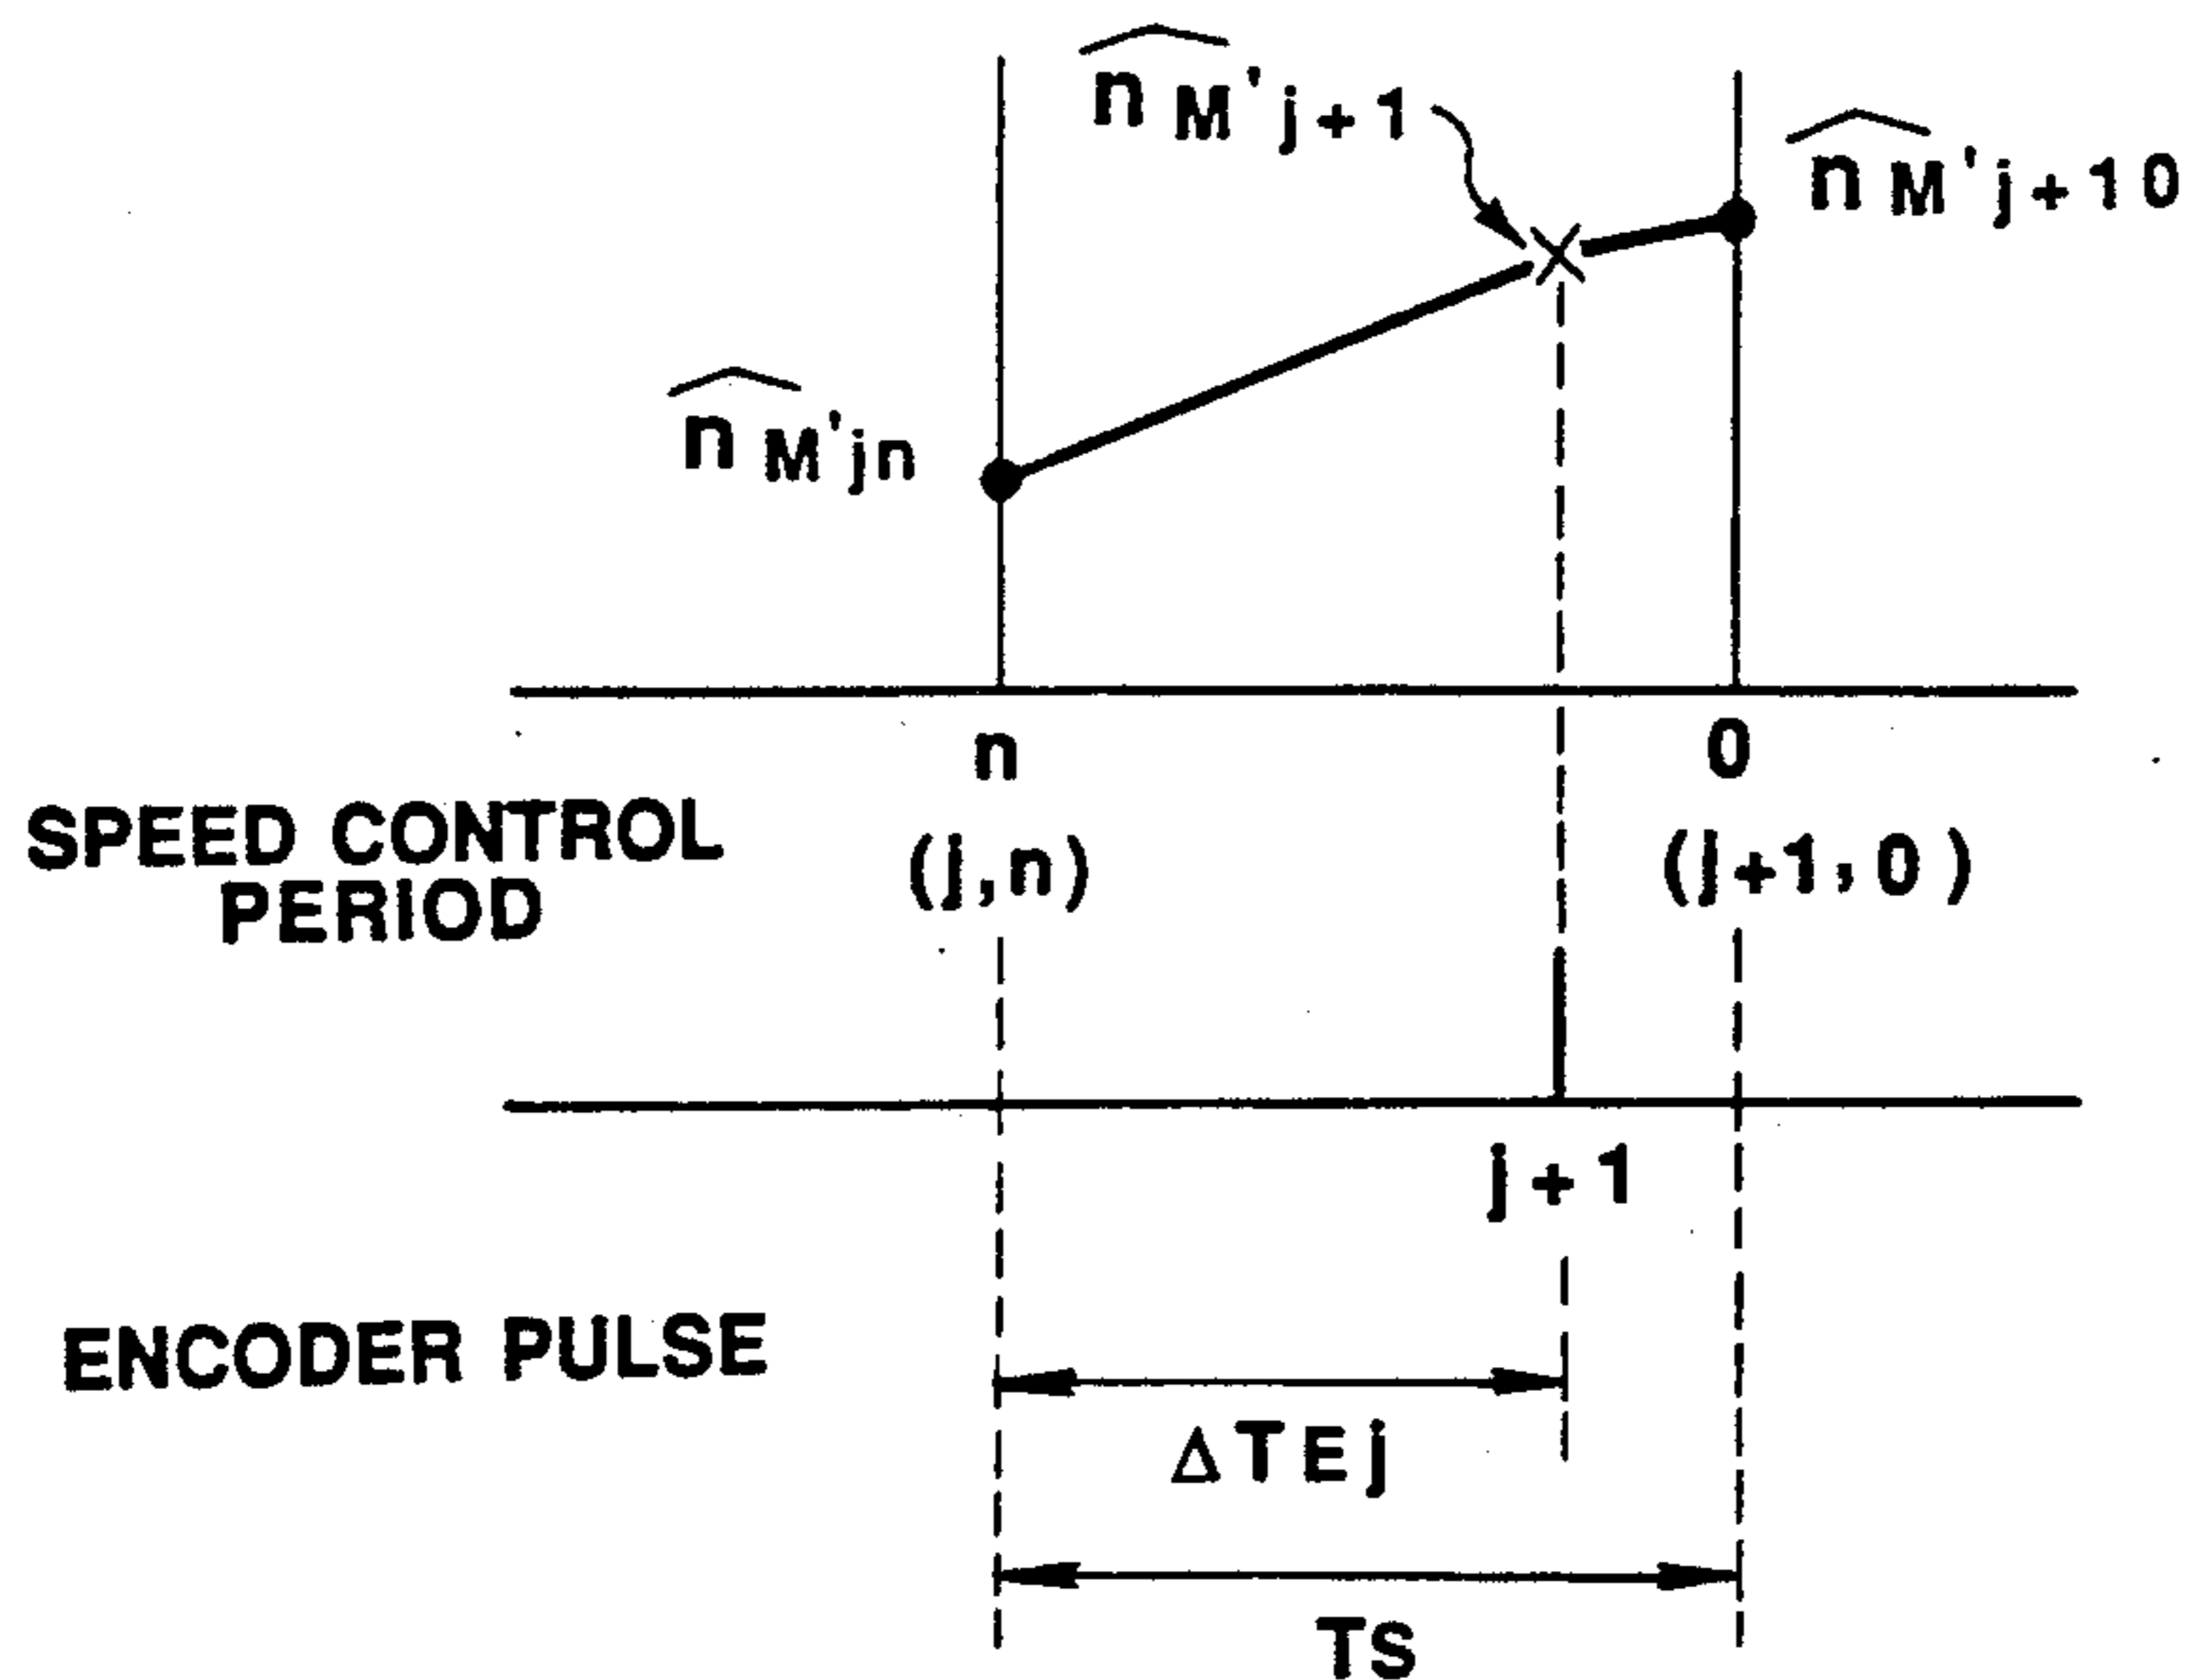 n̂M'j+1
n̂M'j+10
n̂M'jn
n
0
SPEED CONTROL
PERIOD
(j,n)
(j+1,0)
j+1
ENCODER PULSE
ΔTEj
TS